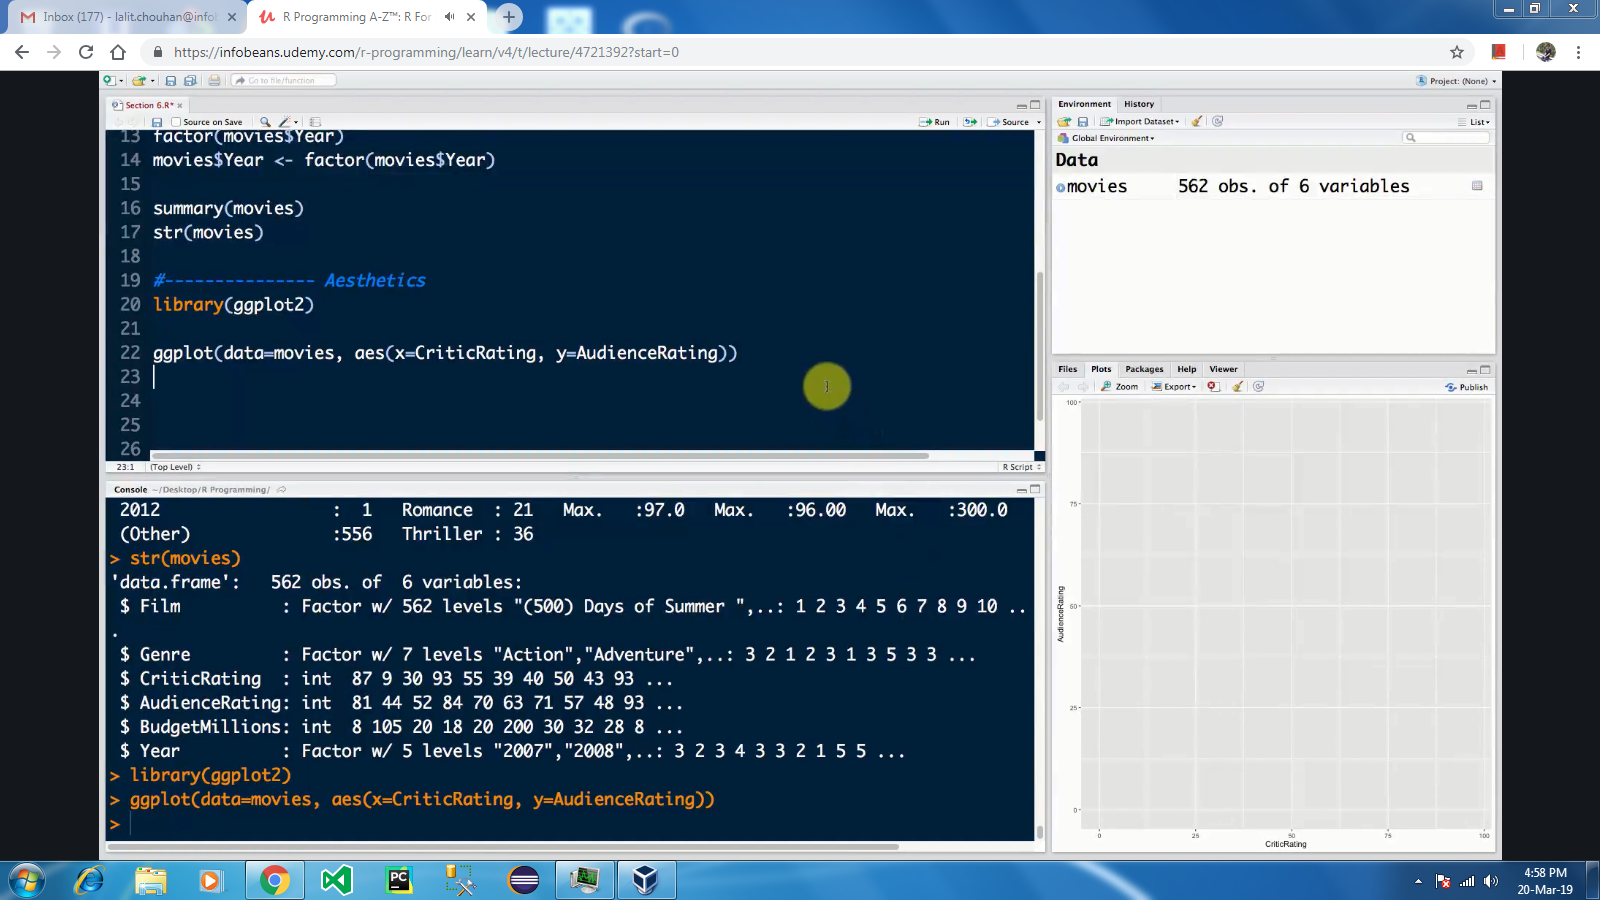 Inbox (177) - lalit.chouhan@info
R Programming A-Z™: R For
https://infobeans.udemy.com/r-programming/learn/v4/t/lecture/4721392?start=0
Go to file/function
Project: (None)
Section 6.R*
Source on Save
Run
Source
13 factor(movies$Year)
14 movies$Year <- factor(movies$Year)
15
16 summary(movies)
17 str(movies)
18
19 #--------------- Aesthetics
20 library(ggplot2)
21
22 ggplot(data=movies, aes(x=CriticRating, y=AudienceRating))
23
24
25
26
23:1 (Top Level)
R Script
Console ~/Desktop/R Programming/
2012 : 1 Romance : 21 Max. :97.0 Max. :96.00 Max. :300.0
(Other) :556 Thriller : 36
> str(movies)
'data.frame': 562 obs. of 6 variables:
$ Film : Factor w/ 562 levels "(500) Days of Summer ",..: 1 2 3 4 5 6 7 8 9 10 ..
.
$ Genre : Factor w/ 7 levels "Action","Adventure",..: 3 2 1 2 3 1 3 5 3 3 ...
$ CriticRating : int 87 9 30 93 55 39 40 50 43 93 ...
$ AudienceRating: int 81 44 52 84 70 63 71 57 48 93 ...
$ BudgetMillions: int 8 105 20 18 20 200 30 32 28 8 ...
$ Year : Factor w/ 5 levels "2007","2008",..: 3 2 3 4 3 3 2 1 5 5 ...
> library(ggplot2)
> ggplot(data=movies, aes(x=CriticRating, y=AudienceRating))
>
Environment History
Import Dataset
List
Global Environment
Data
movies 562 obs. of 6 variables
Files Plots Packages Help Viewer
Zoom Export
Publish
100
75
50
25
0
AudienceRating
0 25 50 75 100
CriticRating
PC
4:58 PM
20-Mar-19